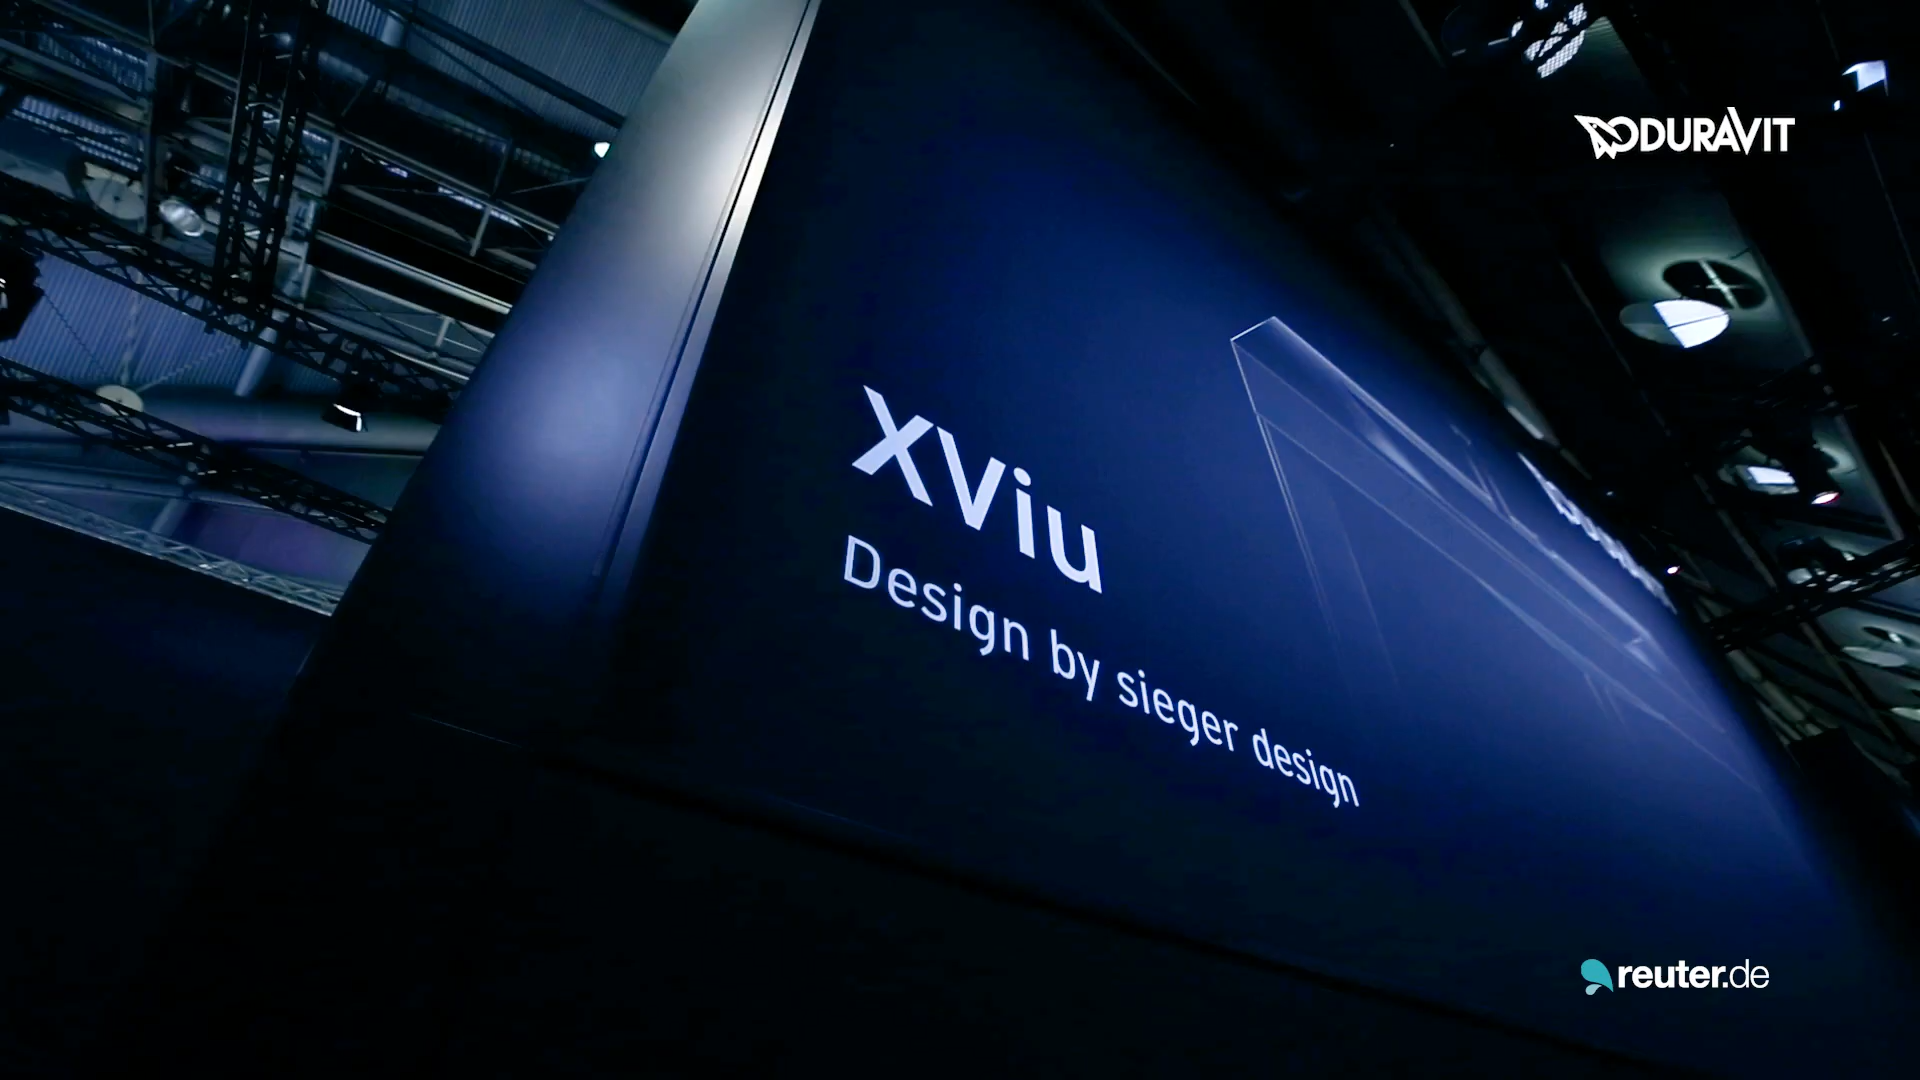 DURAVIT
XViu
Design by sieger design
reuter.de